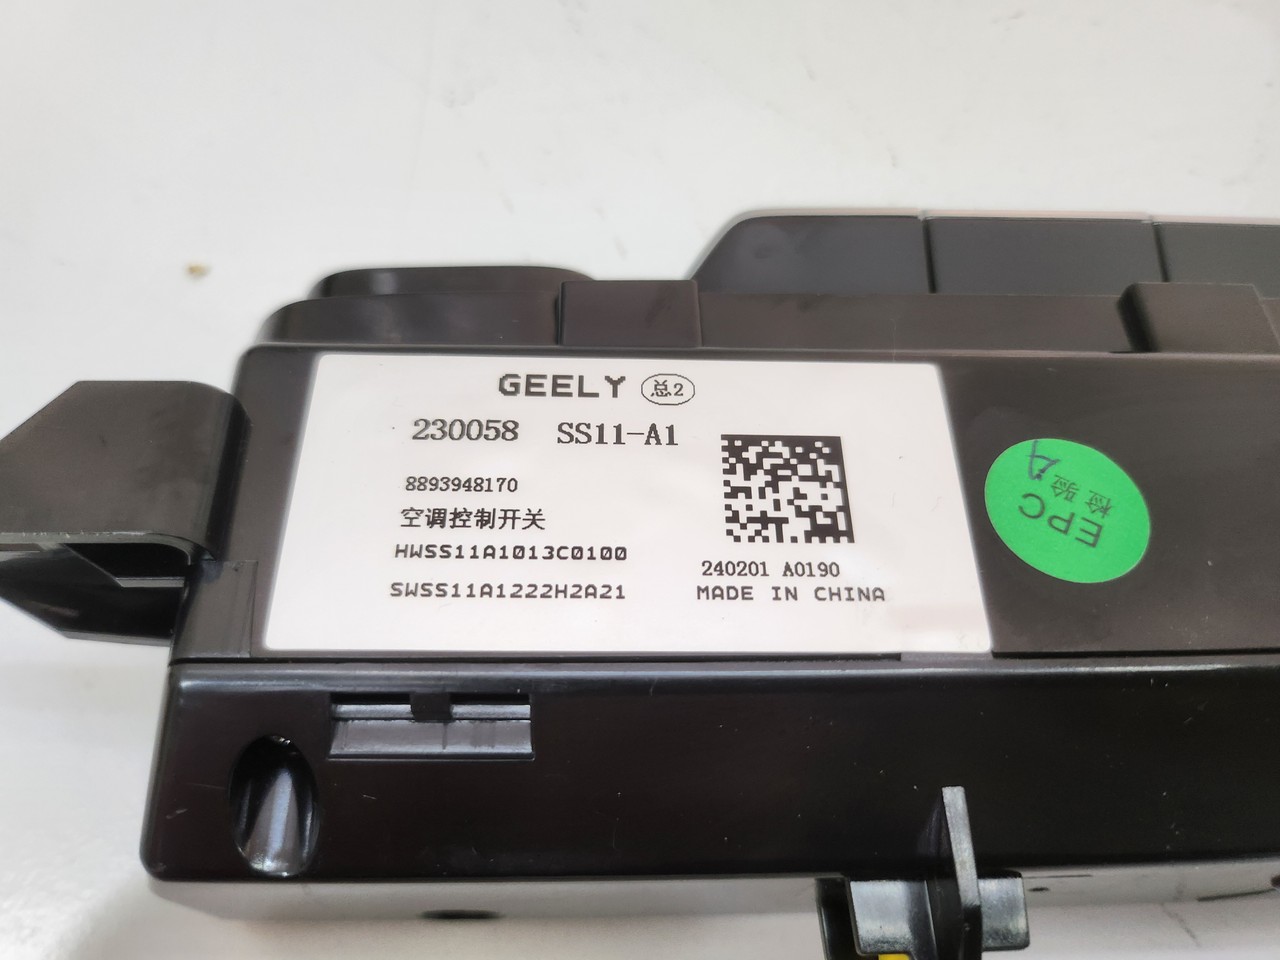 GEELY 总2
230058 SS11-A1
8893948170
空调控制开关
HWSS11A1013C0100
SWSS11A1222H2A21
240201 A0190
MADE IN CHINA
EPC
检验